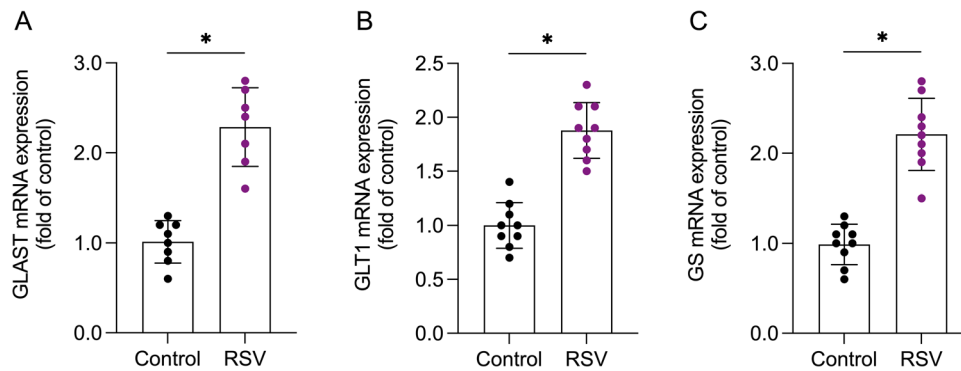 A
*
GLAST mRNA expression
(fold of control)
3.0
2.0
1.0
0.0
Control RSV
B
*
GLT1 mRNA expression
(fold of control)
2.5
2.0
1.5
1.0
0.5
0.0
Control RSV
C
*
GS mRNA expression
(fold of control)
3.0
2.0
1.0
0.0
Control RSV